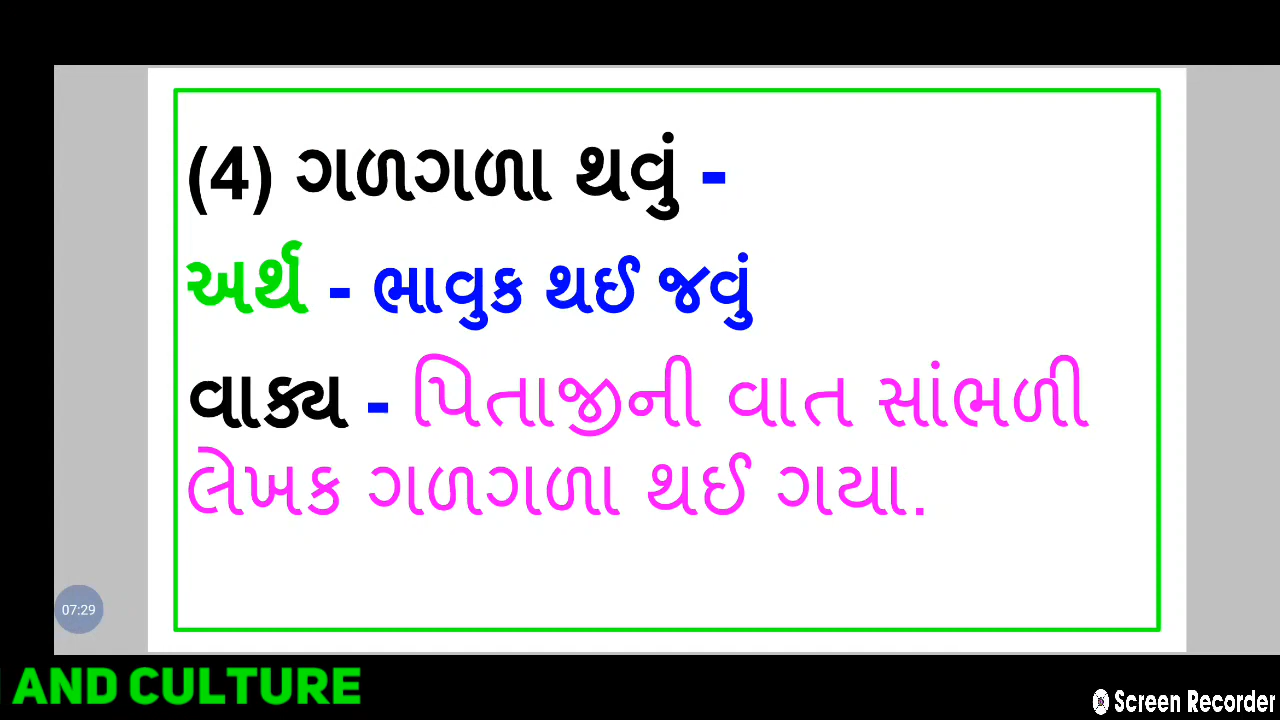 (4) ગળગળા થવું -
અર્થ - ભાવુક થઈ જવું
વાક્ય - પિતાજીની વાત સાંભળી
લેખક ગળગળા થઈ ગયા.
07:29
AND CULTURE
Screen Recorder